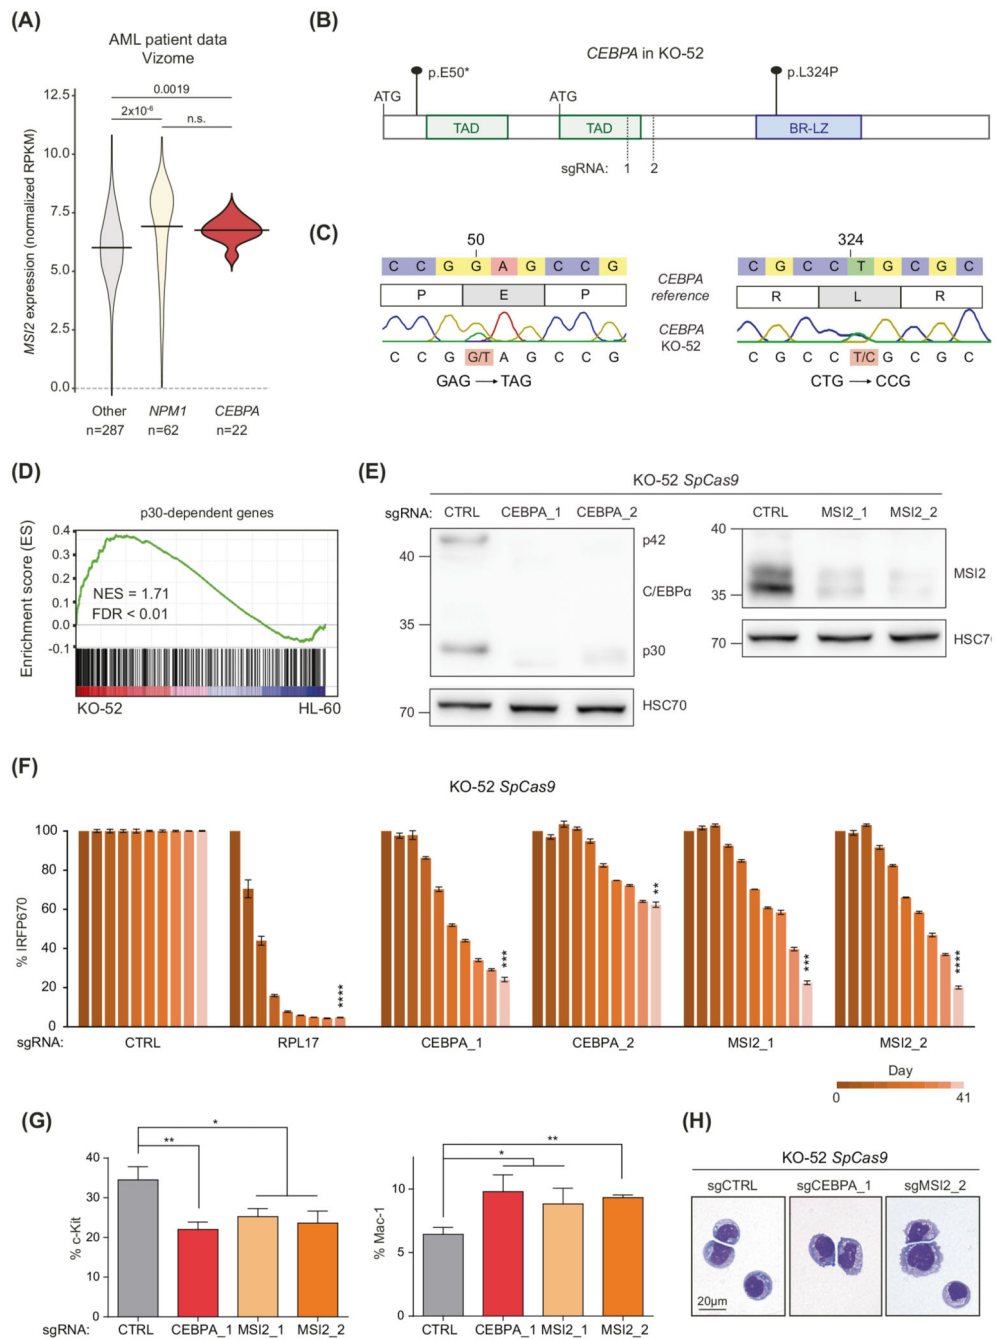 (A)
AML patient data
Vizome
MSI2 expression (normalized RPKM)
12.5
10.0
7.5
5.0
2.5
0.0
0.0019
2x10⁻⁶
n.s.
Other
n=287
NPM1
n=62
CEBPA
n=22
(B)
CEBPA in KO-52
p.E50*
p.L324P
ATG
ATG
TAD
TAD
BR-LZ
sgRNA: 1 2
(C)
50
C C G G A G C C G
P E P
C C G G/T A G C C G
GAG → TAG
CEBPA
reference
CEBPA
KO-52
324
C G C C T G C G C
R L R
C G C C T/C G C G C
CTG → CCG
(D)
p30-dependent genes
Enrichment score (ES)
0.4
0.3
0.2
0.1
0.0
-0.1
NES = 1.71
FDR < 0.01
KO-52 HL-60
(E)
KO-52 SpCas9
sgRNA: CTRL CEBPA_1 CEBPA_2
40
35
70
p42
C/EBPα
p30
HSC70
CTRL MSI2_1 MSI2_2
35
70
MSI2
HSC7
(F)
KO-52 SpCas9
% IRFP670
100
80
60
40
20
0
****
***
**
***
****
sgRNA: CTRL RPL17 CEBPA_1 CEBPA_2 MSI2_1 MSI2_2
Day
0 41
(G)
% c-Kit
40
30
20
10
*
**
sgRNA: CTRL CEBPA_1 MSI2_1 MSI2_2
% Mac-1
10
5
0
**
*
CTRL CEBPA_1 MSI2_1 MSI2_2
(H)
KO-52 SpCas9
sgCTRL sgCEBPA_1 sgMSI2_2
20µm